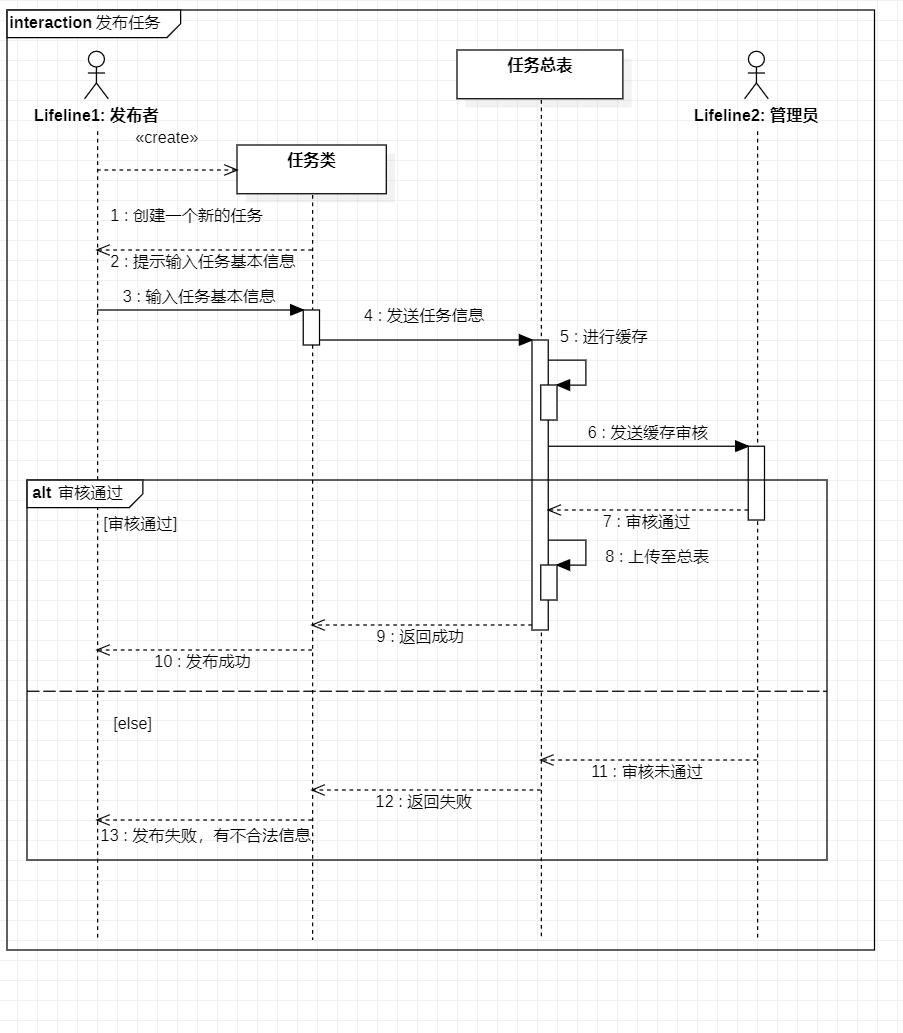 interaction 发布任务
任务总表
Lifeline1: 发布者
Lifeline2: 管理员
«create»
任务类
1 : 创建一个新的任务
2 : 提示输入任务基本信息
3 : 输入任务基本信息
4 : 发送任务信息
5 : 进行缓存
6 : 发送缓存审核
alt 审核通过
[审核通过]
7 : 审核通过
8 : 上传至总表
9 : 返回成功
10 : 发布成功
[else]
11 : 审核未通过
12 : 返回失败
13 : 发布失败，有不合法信息